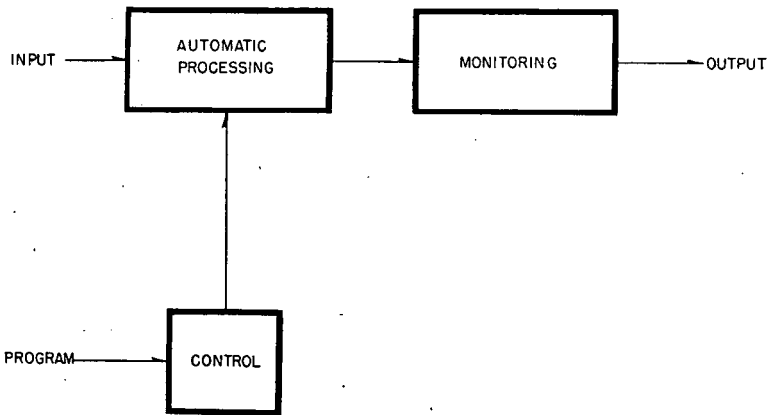 INPUT
AUTOMATIC
PROCESSING
MONITORING
OUTPUT
PROGRAM
CONTROL